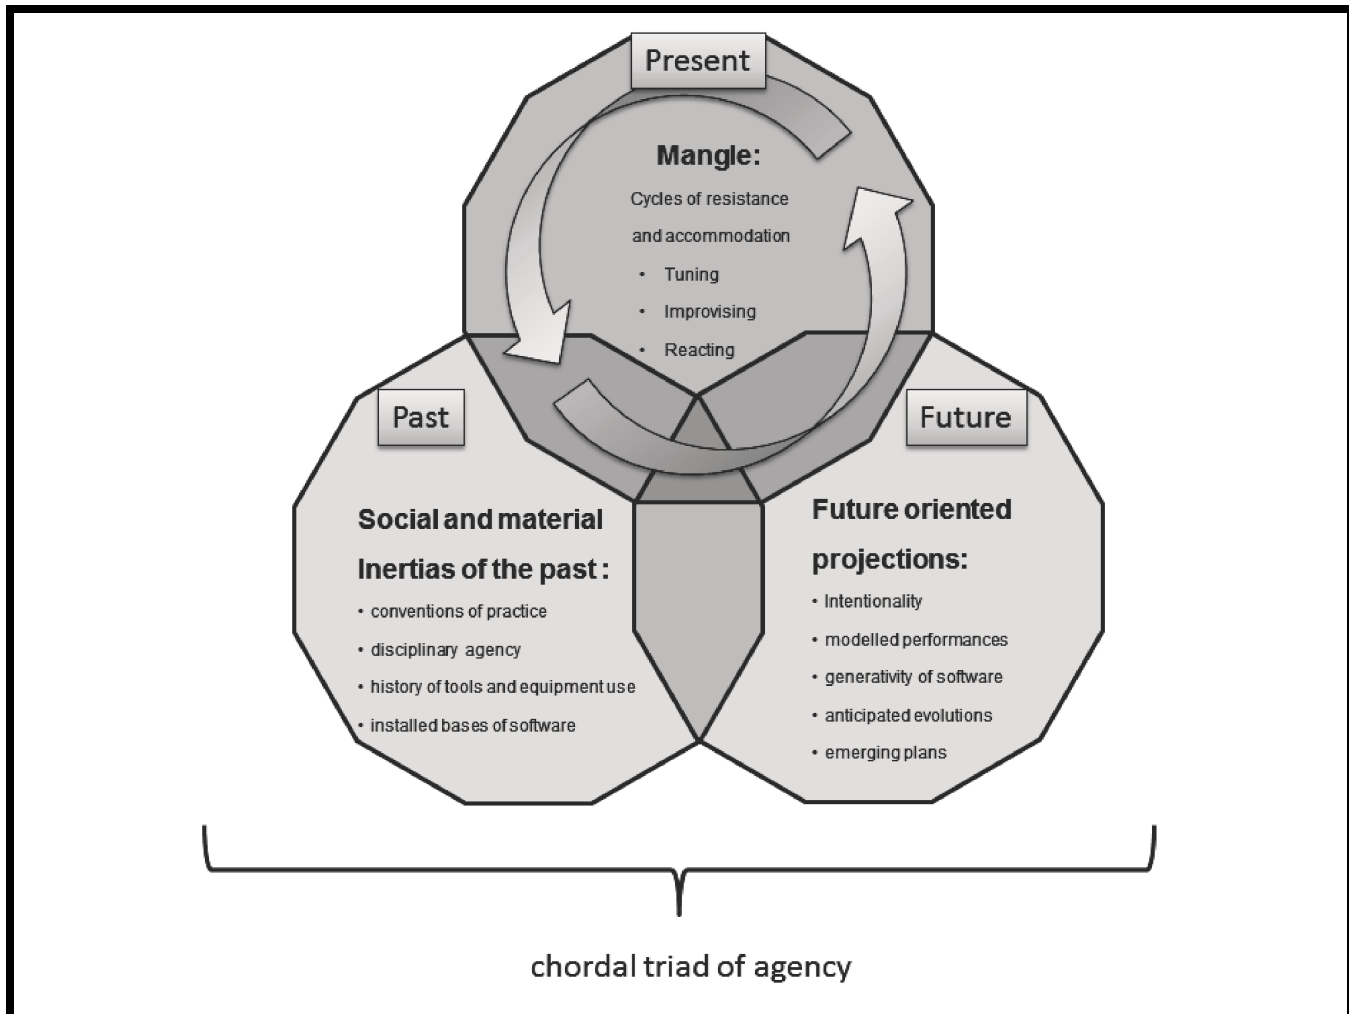 Present
Mangle:
Cycles of resistance
and accommodation
• Tuning
• Improvising
• Reacting
Past
Social and material
Inertias of the past :
• conventions of practice
• disciplinary agency
• history of tools and equipment use
• installed bases of software
Future
Future oriented
projections:
• Intentionality
• modelled performances
• generativity of software
• anticipated evolutions
• emerging plans
chordal triad of agency